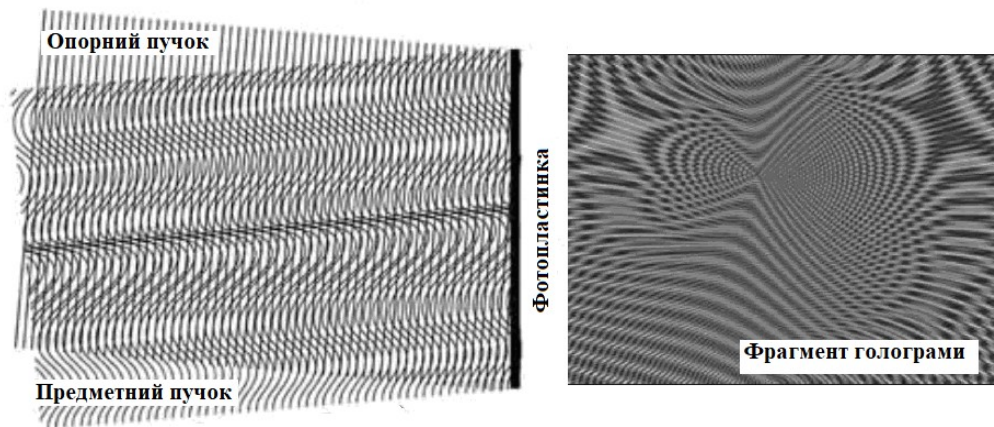 Опорний пучок
Предметний пучок
Фотопластинка
Фрагмент голограми